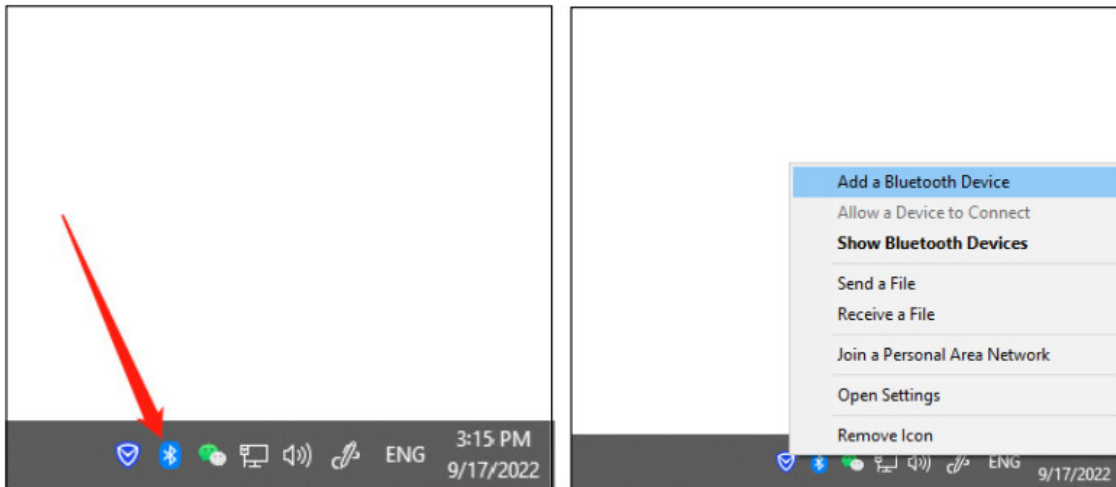 ENG
3:15 PM
9/17/2022
Add a Bluetooth Device
Allow a Device to Connect
Show Bluetooth Devices
Send a File
Receive a File
Join a Personal Area Network
Open Settings
Remove Icon
ENG
9/17/2022